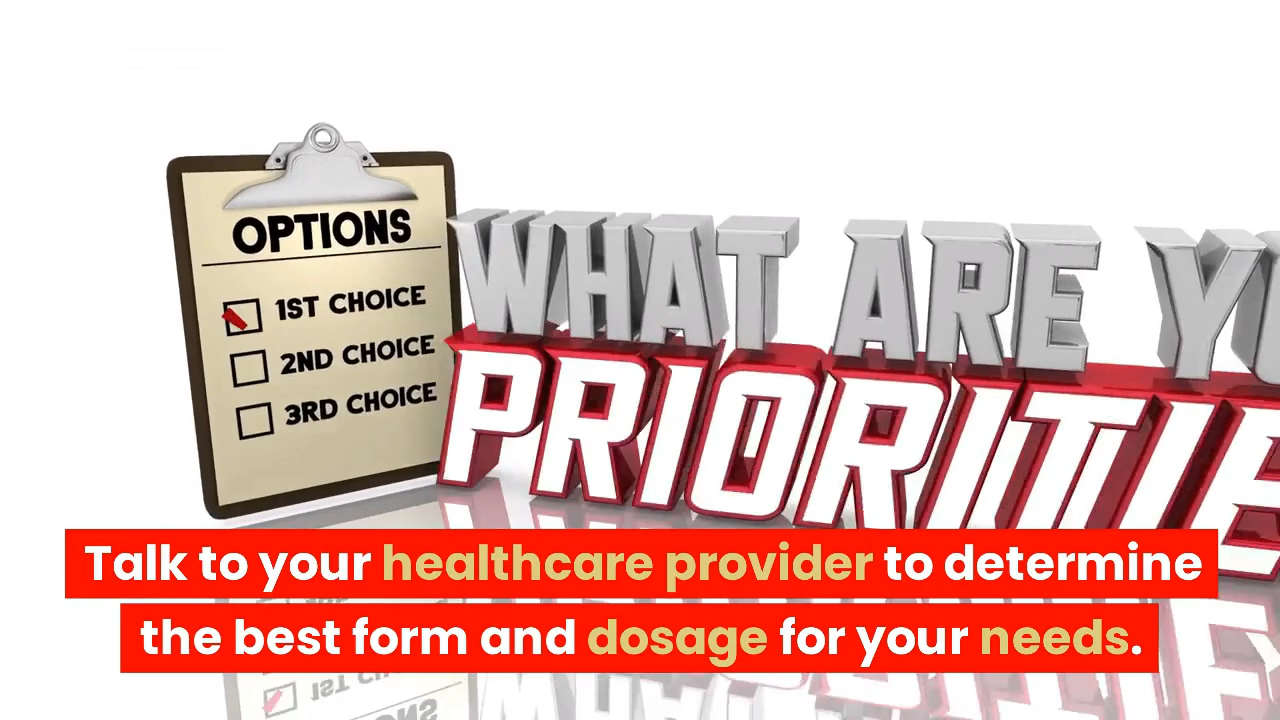 OPTIONS
1ST CHOICE
2ND CHOICE
3RD CHOICE
WHAT ARE
PRIORITIE
Talk to your healthcare provider to determine
the best form and dosage for your needs.